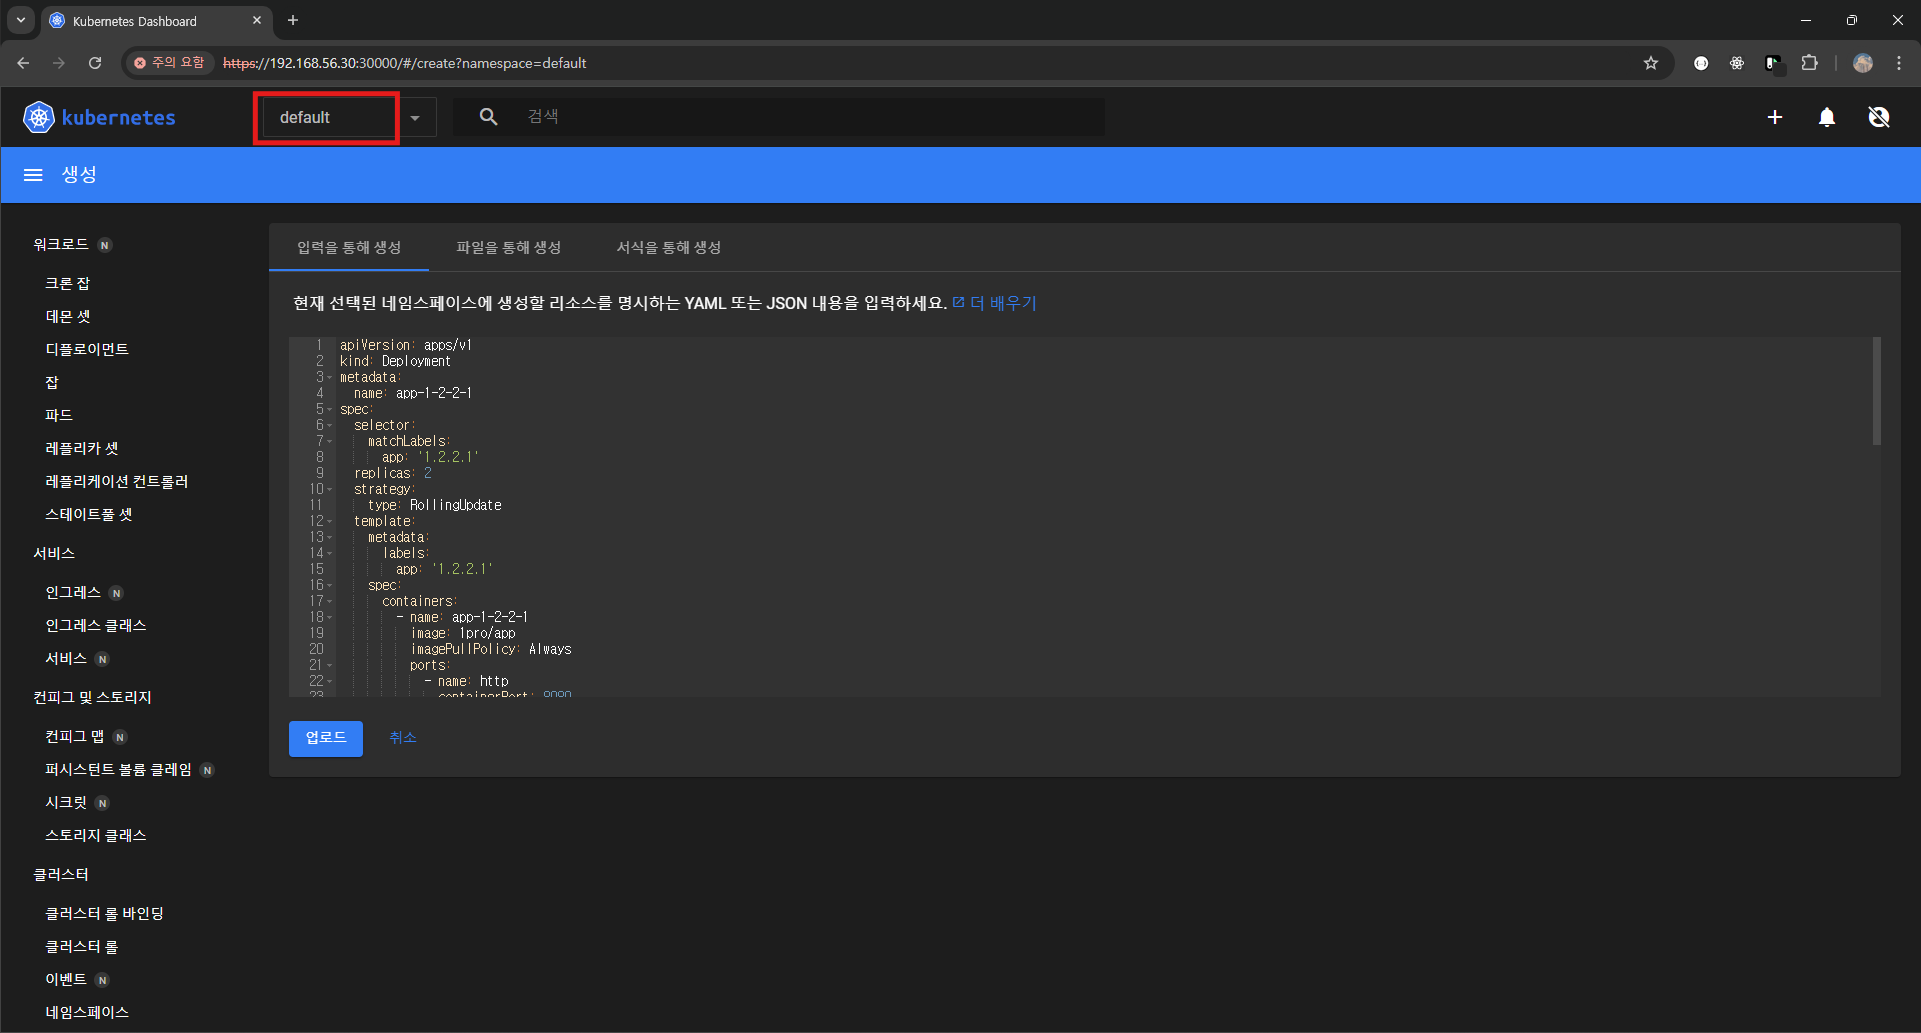 Kubernetes Dashboard
주의 요함 https://192.168.56.30:30000/#/create?namespace=default
kubernetes
default
검색
생성
워크로드 N
크론 잡
데몬 셋
디플로이먼트
잡
파드
레플리카 셋
레플리케이션 컨트롤러
스테이트풀 셋
서비스
인그레스 N
인그레스 클래스
서비스 N
컨피그 및 스토리지
컨피그 맵 N
퍼시스턴트 볼륨 클레임 N
시크릿 N
스토리지 클래스
클러스터
클러스터 롤 바인딩
클러스터 롤
이벤트 N
네임스페이스
입력을 통해 생성 파일을 통해 생성 서식을 통해 생성
현재 선택된 네임스페이스에 생성할 리소스를 명시하는 YAML 또는 JSON 내용을 입력하세요. 더 배우기
1 apiVersion: apps/v1
2 kind: Deployment
3 metadata:
4 name: app-1-2-2-1
5 spec:
6 selector:
7 matchLabels:
8 app: '1.2.2.1'
9 replicas: 2
10 strategy:
11 type: RollingUpdate
12 template:
13 metadata:
14 labels:
15 app: '1.2.2.1'
16 spec:
17 containers:
18 - name: app-1-2-2-1
19 image: 1pro/app
20 imagePullPolicy: Always
21 ports:
22 - name: http
23 containerPort:
업로드 취소